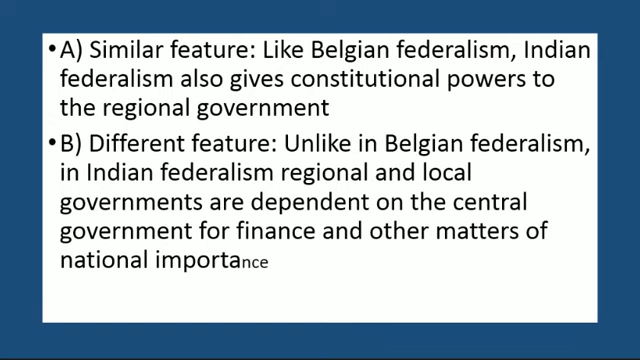 •A) Similar feature: Like Belgian federalism, Indian
federalism also gives constitutional powers to
the regional government
•B) Different feature: Unlike in Belgian federalism,
in Indian federalism regional and local
governments are dependent on the central
government for finance and other matters of
national importance